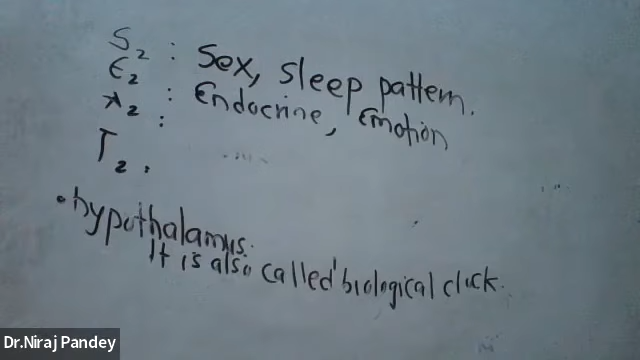 S2 : Sex, sleep pattern.
E2 : Endocrine, Emotion
A2 :
T2 .
• hypothalamus.
It is also called biological clock.
Dr.Niraj Pandey